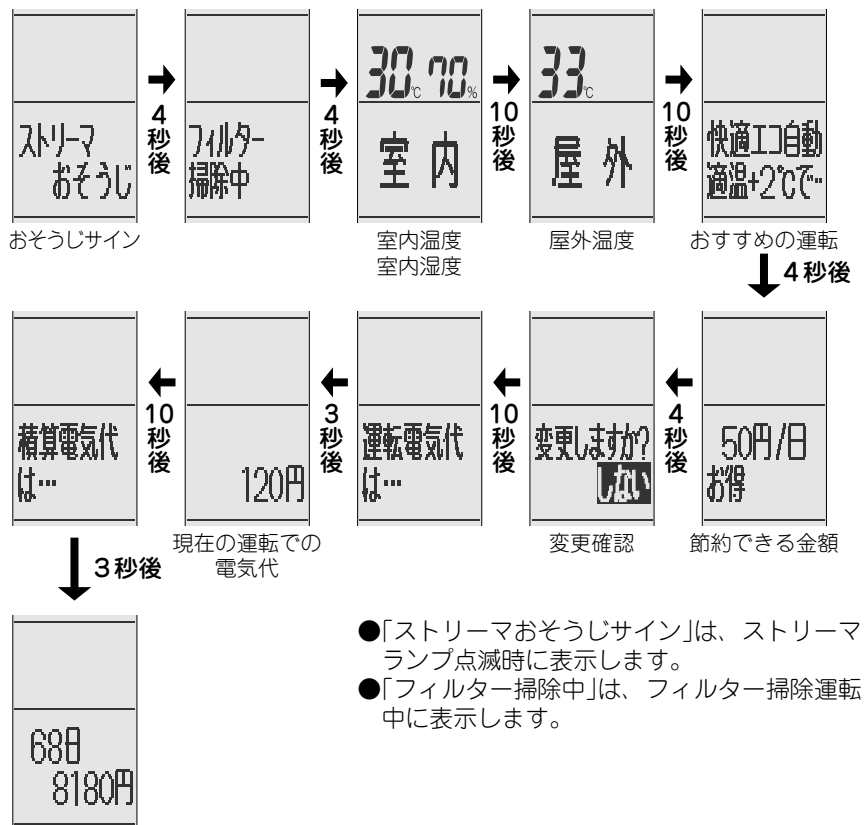 ストリーマ
おそうじ
おそうじサイン
4秒後
フィルター
掃除中
4秒後
30℃ 70%
室内
室内温度
室内湿度
10秒後
33℃
屋外
屋外温度
10秒後
快適エコ自動
適温+2℃で…
おすすめの運転
4秒後
50円/日
お得
節約できる金額
4秒後
変更しますか?
しない
変更確認
10秒後
運転電気代
は…
3秒後
120円
現在の運転での
電気代
10秒後
積算電気代
は…
3秒後
68日
8180円
●「ストリーマおそうじサイン」は、ストリーマ
ランプ点滅時に表示します。
●「フィルター掃除中」は、フィルター掃除運転
中に表示します。